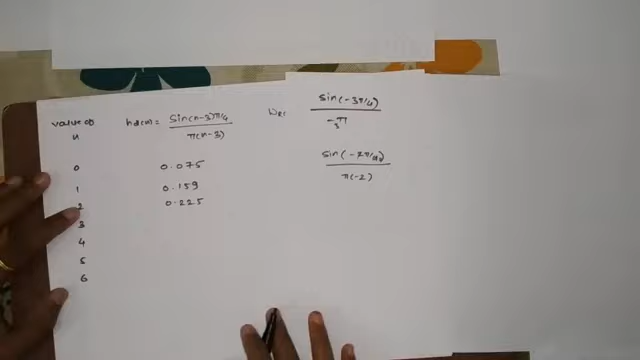 value of n
hd(n) = sin(n-3)π/4 / π(n-3)
sin(-3π/4) / -3π
0 0.075
sin(-2π/4) / π(-2)
1 0.159
2 0.225
3
4
5
6